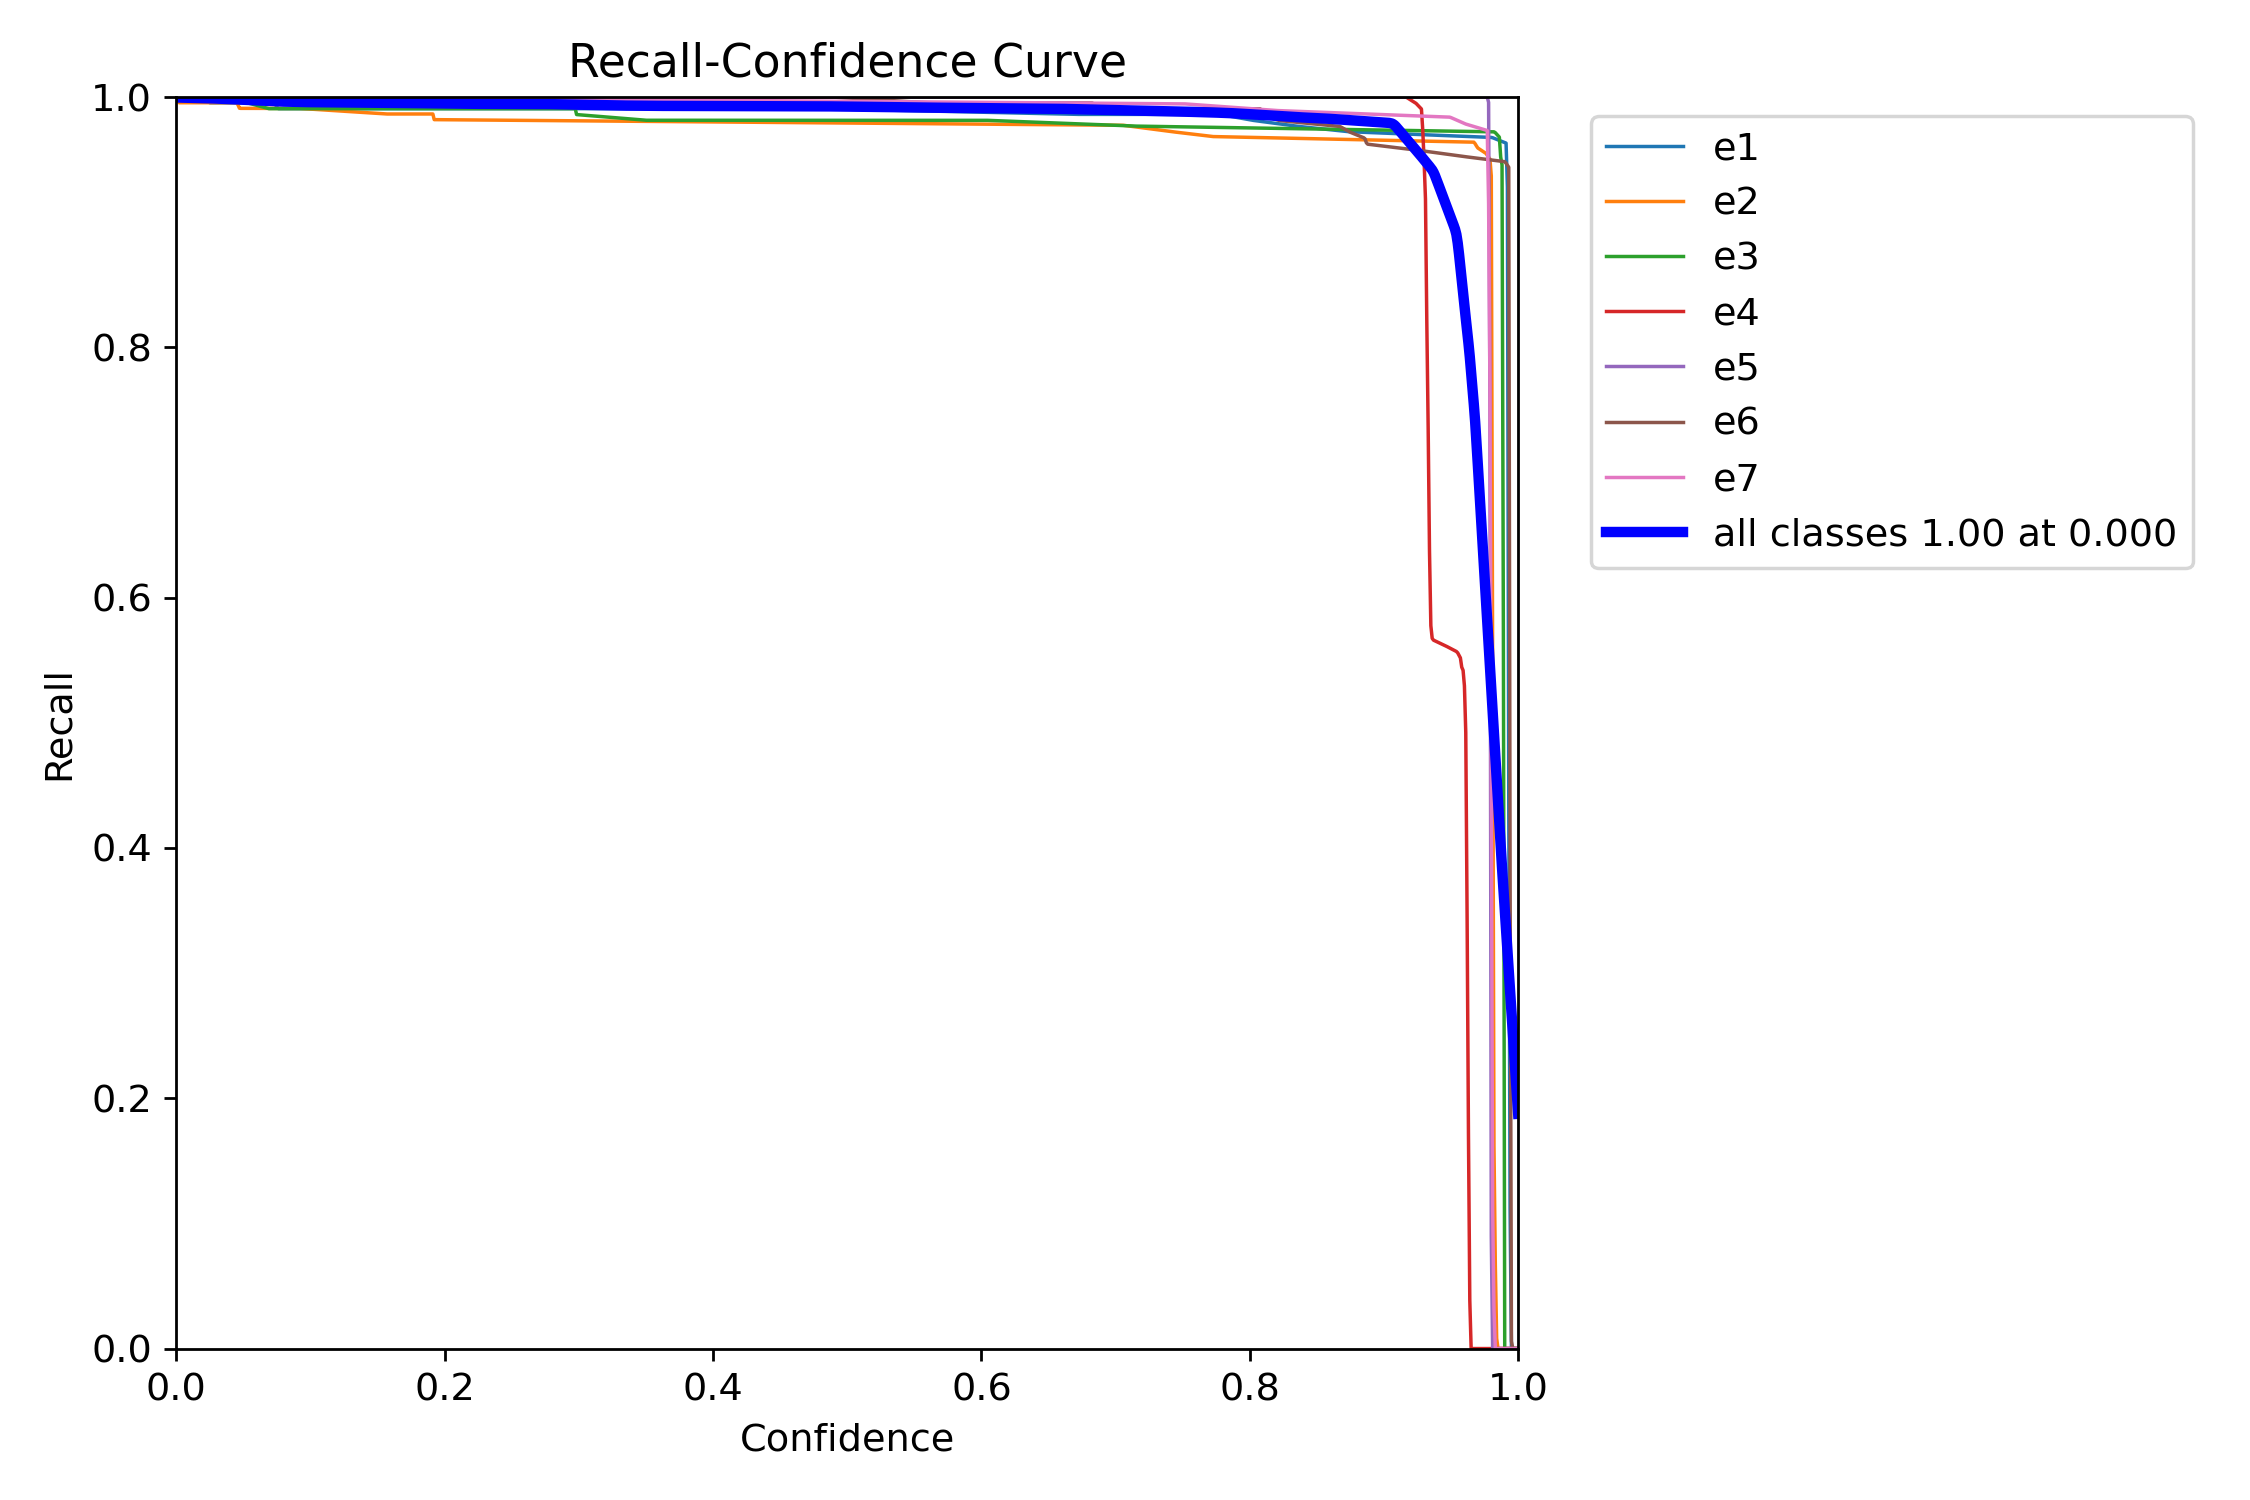 Recall-Confidence Curve
1.0
0.8
0.6
0.4
0.2
0.0
Recall
0.0 0.2 0.4 0.6 0.8 1.0
Confidence
e1
e2
e3
e4
e5
e6
e7
all classes 1.00 at 0.000